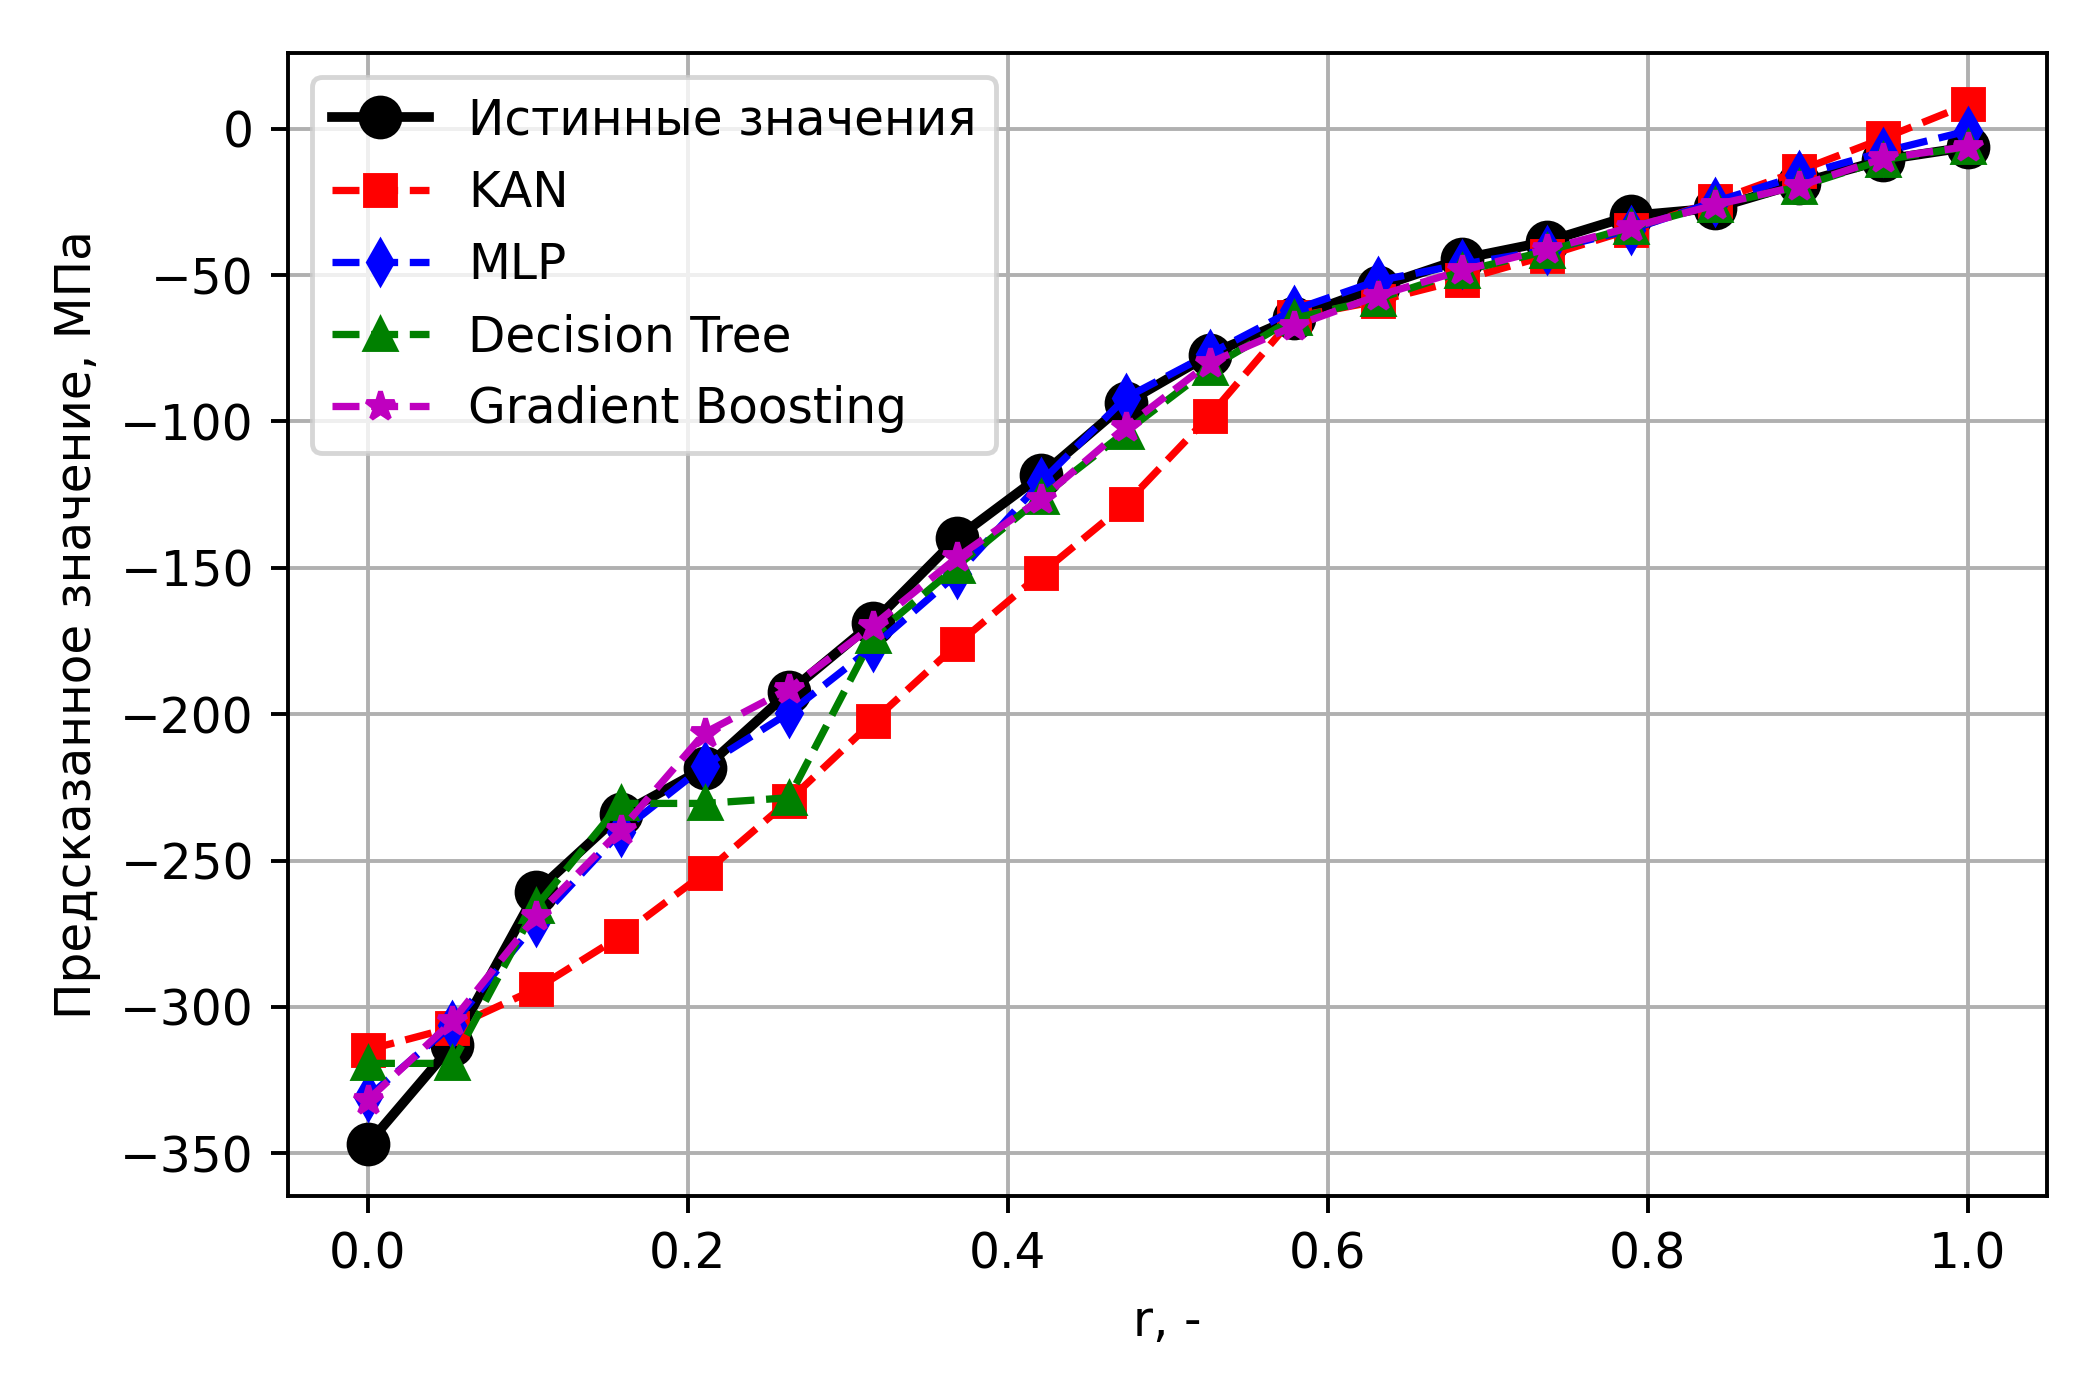 Истинные значения
KAN
MLP
Decision Tree
Gradient Boosting
Предсказанное значение, МПа
0
−50
−100
−150
−200
−250
−300
−350
0.0 0.2 0.4 0.6 0.8 1.0
r, -